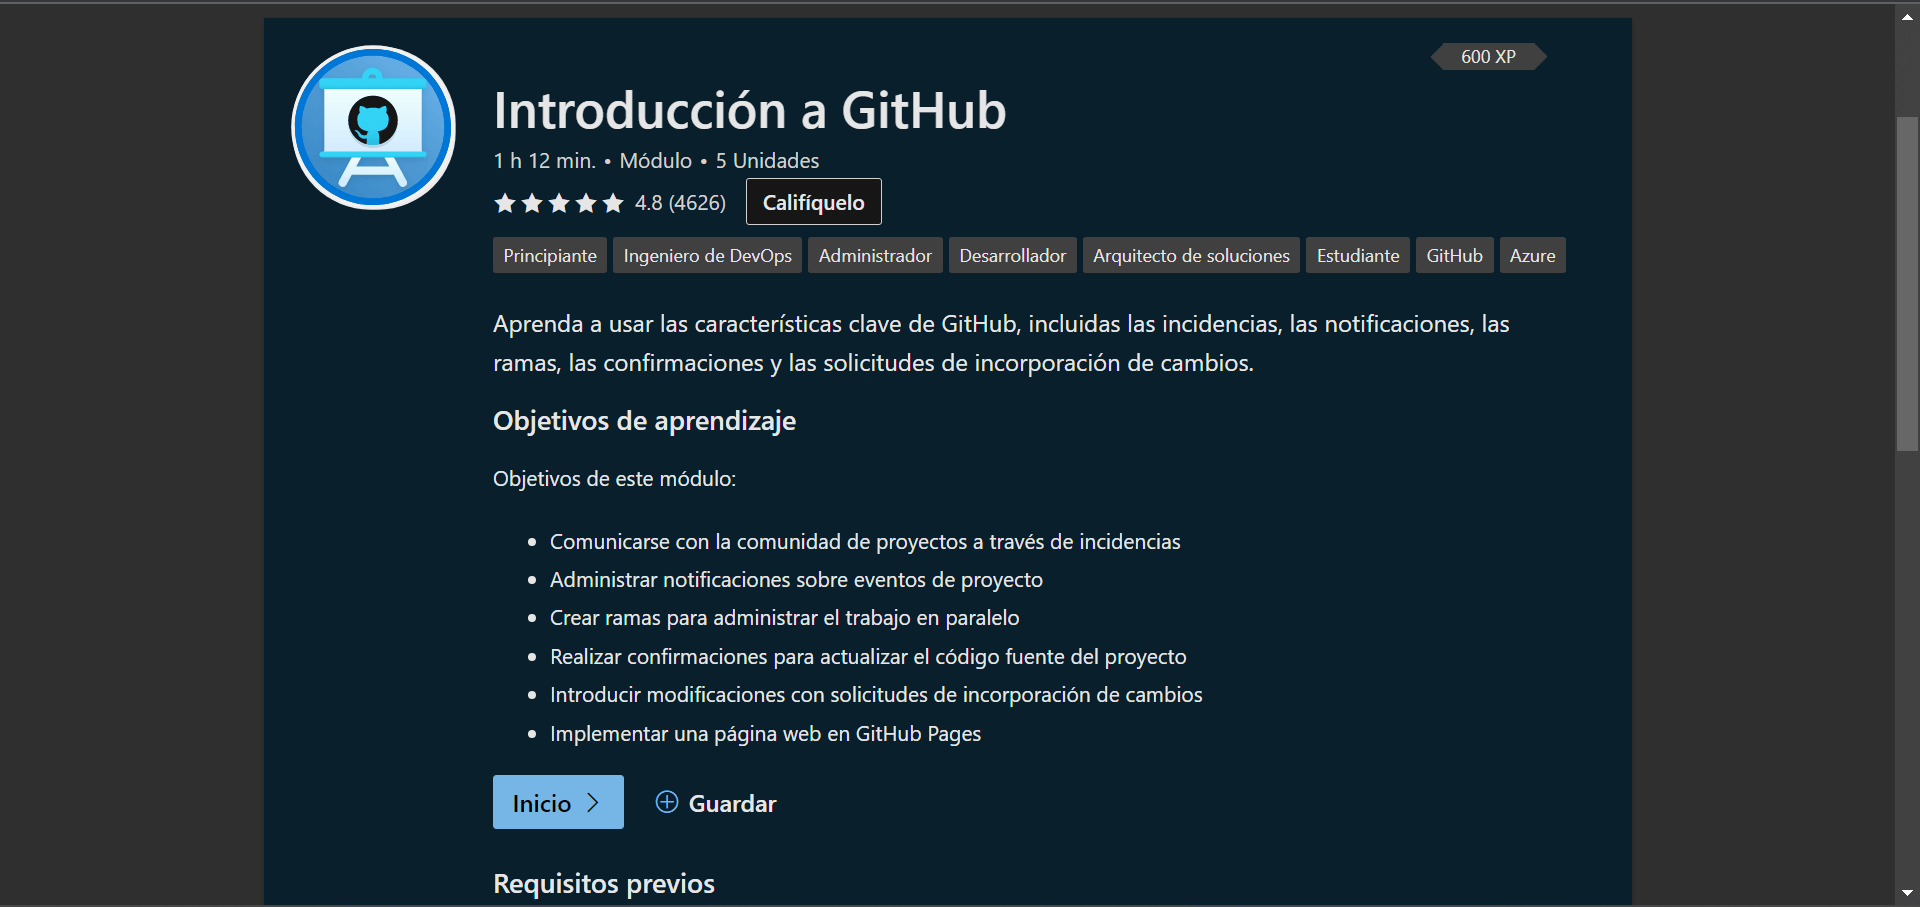 600 XP
Introducción a GitHub
1 h 12 min. • Módulo • 5 Unidades
4.8 (4626) Califíquelo
Principiante Ingeniero de DevOps Administrador Desarrollador Arquitecto de soluciones Estudiante GitHub Azure
Aprenda a usar las características clave de GitHub, incluidas las incidencias, las notificaciones, las
ramas, las confirmaciones y las solicitudes de incorporación de cambios.
Objetivos de aprendizaje
Objetivos de este módulo:
• Comunicarse con la comunidad de proyectos a través de incidencias
• Administrar notificaciones sobre eventos de proyecto
• Crear ramas para administrar el trabajo en paralelo
• Realizar confirmaciones para actualizar el código fuente del proyecto
• Introducir modificaciones con solicitudes de incorporación de cambios
• Implementar una página web en GitHub Pages
Inicio Guardar
Requisitos previos